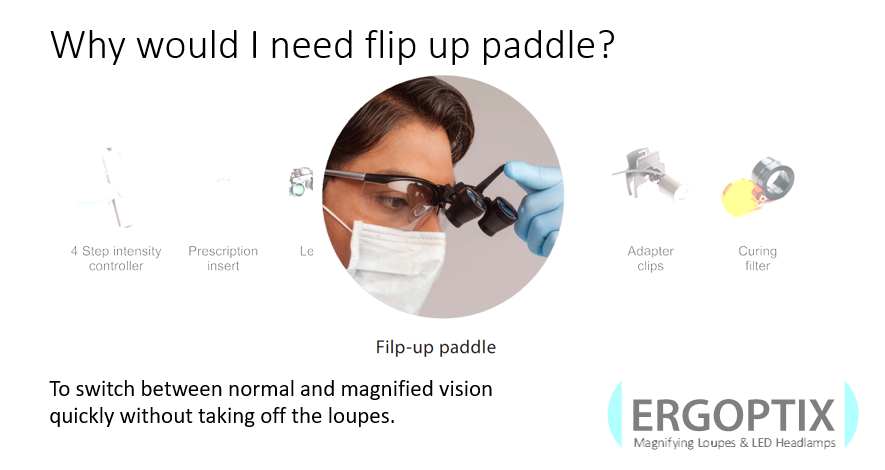 Why would I need flip up paddle?
4 Step intensity
controller
Prescription
insert
Le
Adapter
clips
Curing
filter
Filp-up paddle
To switch between normal and magnified vision
quickly without taking off the loupes.
ERGOPTIX
Magnifying Loupes & LED Headlamps